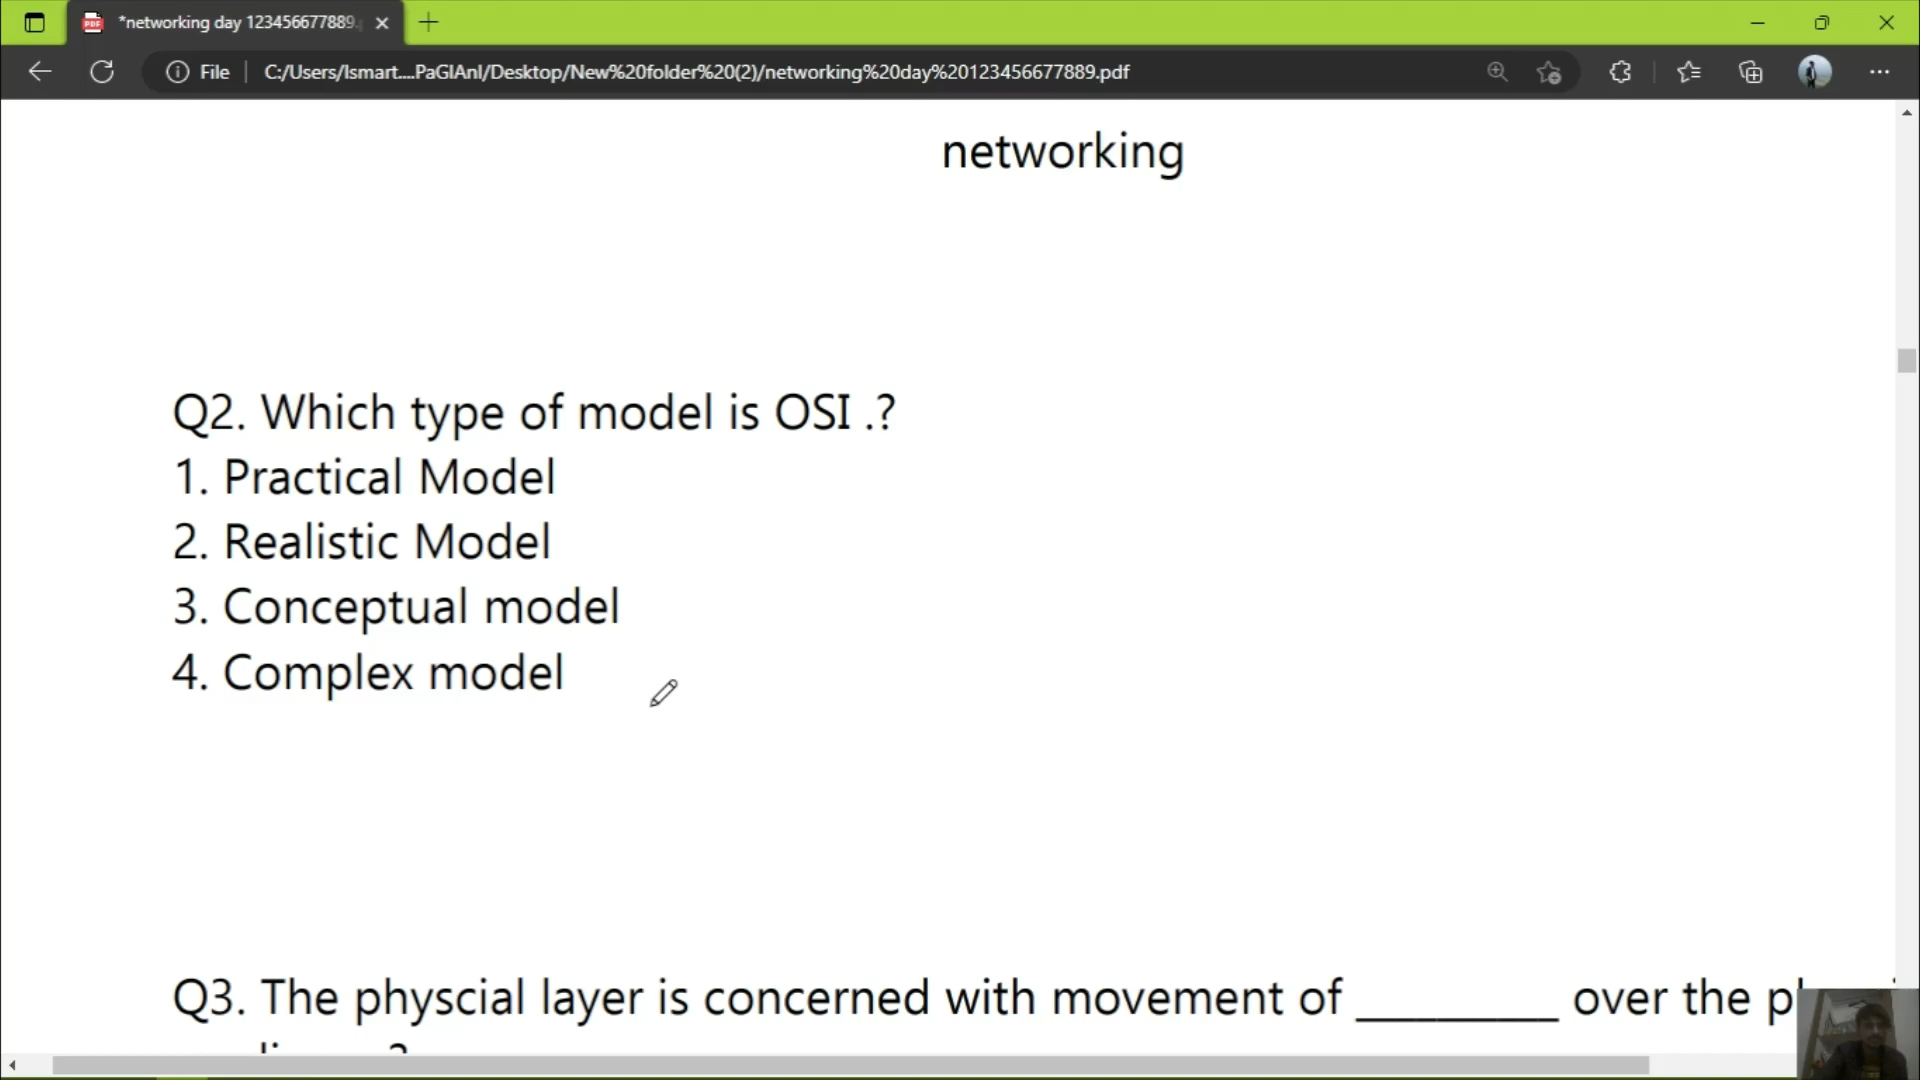 *networking day 123456677889.
File
C:/Users/Ismart....PaGlAnI/Desktop/New%20folder%20(2)/networking%20day%20123456677889.pdf
networking
Q2. Which type of model is OSI .?
1. Practical Model
2. Realistic Model
3. Conceptual model
4. Complex model
Q3. The physcial layer is concerned with movement of _________ over the